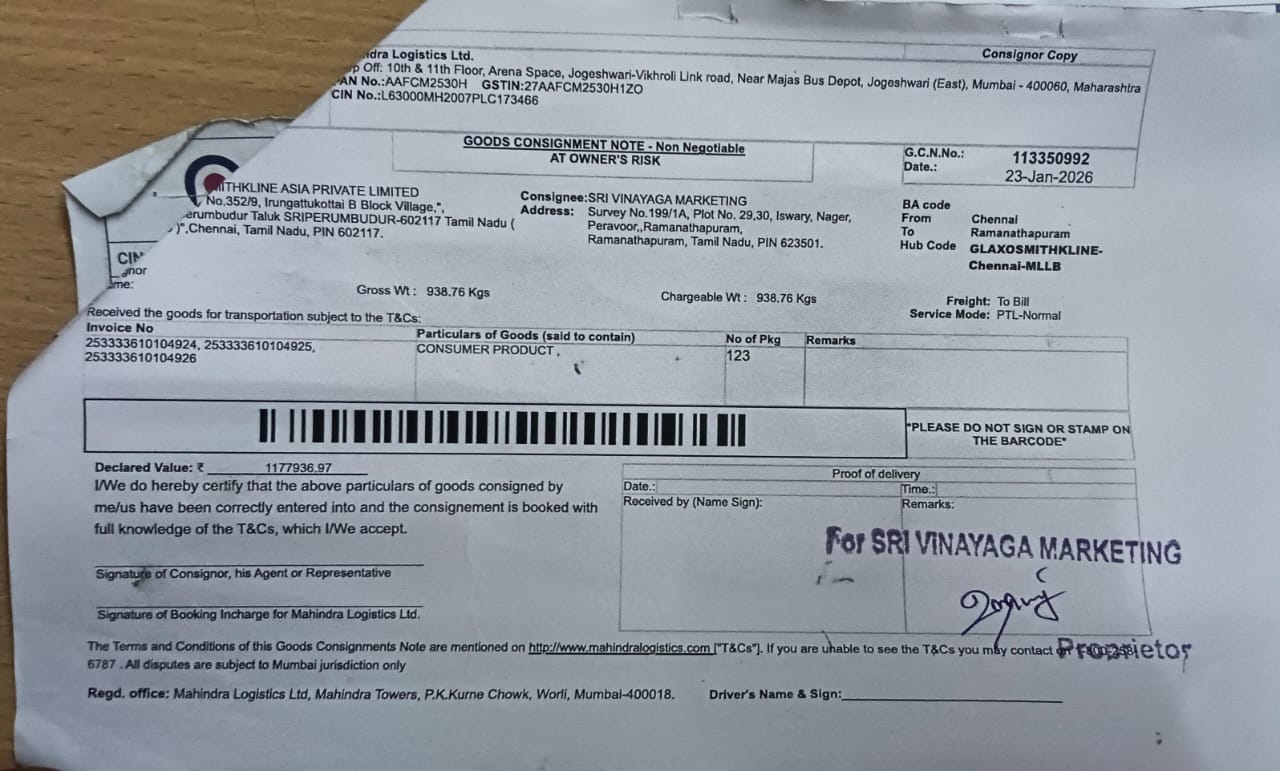 Consignor Copy
Logistics Ltd.
Off: 10th & 11th Floor, Arena Space, Jogeshwari-Vikhroli Link road, Near Majas Bus Depot, Jogeshwari (East), Mumbai - 400060, Maharashtra
AN No.:AAFCM2530H GSTIN:27AAFCM2530H1ZO
CIN No.:L63000MH2007PLC173466
GOODS CONSIGNMENT NOTE - Non Negotiable
AT OWNER'S RISK
G.C.N.No.: 113350992
Date.: 23-Jan-2026
MITHKLINE ASIA PRIVATE LIMITED
No.352/9, Irungattukottai B Block Village,",
erumbudur Taluk SRIPERUMBUDUR-602117 Tamil Nadu (
)",Chennai, Tamil Nadu, PIN 602117.
Consignee:SRI VINAYAGA MARKETING
Address: Survey No.199/1A, Plot No. 29,30, Iswary, Nager,
Peravoor,,Ramanathapuram,
Ramanathapuram, Tamil Nadu, PIN 623501.
BA code
From Chennai
To Ramanathapuram
Hub Code GLAXOSMITHKLINE-
Chennai-MLLB
CIN
gnor
me:
Gross Wt : 938.76 Kgs
Chargeable Wt : 938.76 Kgs
Freight: To Bill
Service Mode: PTL-Normal
Received the goods for transportation subject to the T&Cs:
Invoice No Particulars of Goods (said to contain) No of Pkg Remarks
253333610104924, 253333610104925, CONSUMER PRODUCT , 123
253333610104926
*PLEASE DO NOT SIGN OR STAMP ON
THE BARCODE*
Declared Value: ₹ 1177936.97
I/We do hereby certify that the above particulars of goods consigned by
me/us have been correctly entered into and the consignement is booked with
full knowledge of the T&Cs, which I/We accept.
Signature of Consignor, his Agent or Representative
Signature of Booking Incharge for Mahindra Logistics Ltd.
Proof of delivery
Date.: Time.:
Received by (Name Sign): Remarks:
For SRI VINAYAGA MARKETING
Proprietor
The Terms and Conditions of this Goods Consignments Note are mentioned on http://www.mahindralogistics.com ["T&Cs"]. If you are unable to see the T&Cs you may contact
6787 . All disputes are subject to Mumbai jurisdiction only
Regd. office: Mahindra Logistics Ltd, Mahindra Towers, P.K.Kurne Chowk, Worli, Mumbai-400018. Driver's Name & Sign: